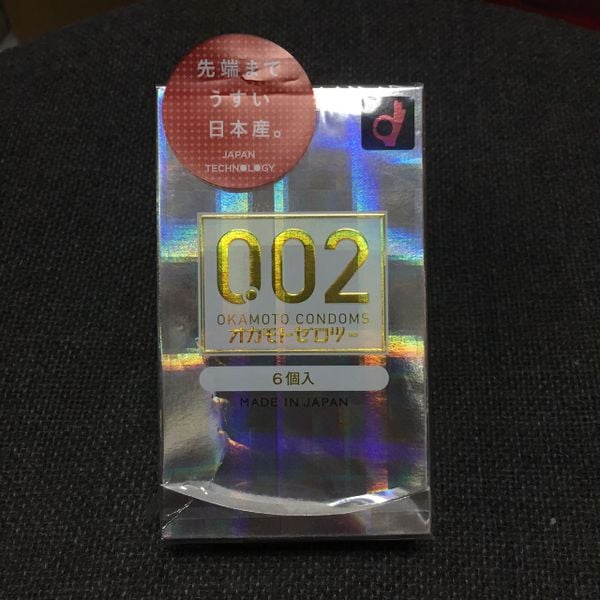 先端まで
うすい
日本産。
JAPAN
TECHNOLOGY
0.02
OKAMOTO CONDOMS
オカモトゼロツー
6個入
MADE IN JAPAN